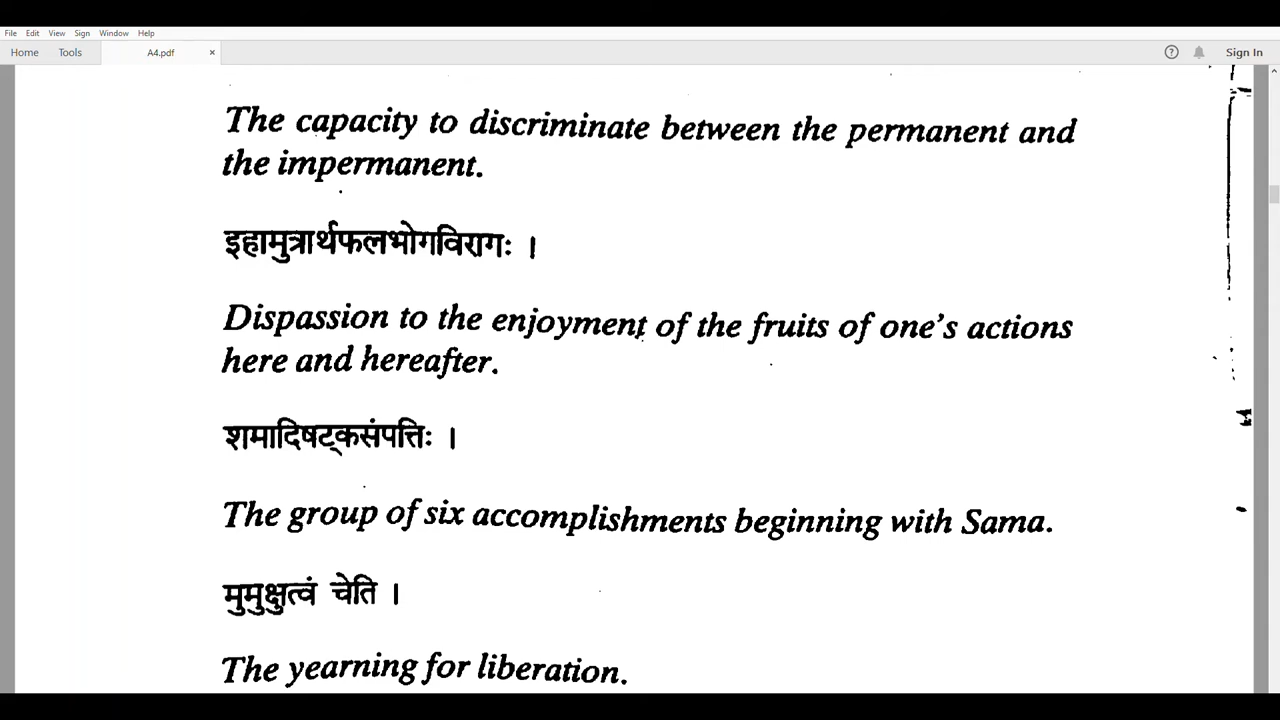 File Edit View Sign Window Help
Home Tools A4.pdf × ? Sign In
The capacity to discriminate between the permanent and
the impermanent.
इहामुत्रार्थफलभोगविरागः ।
Dispassion to the enjoyment of the fruits of one's actions
here and hereafter.
शमादिषट्कसंपत्तिः ।
The group of six accomplishments beginning with Sama.
मुमुक्षुत्वं चेति ।
The yearning for liberation.